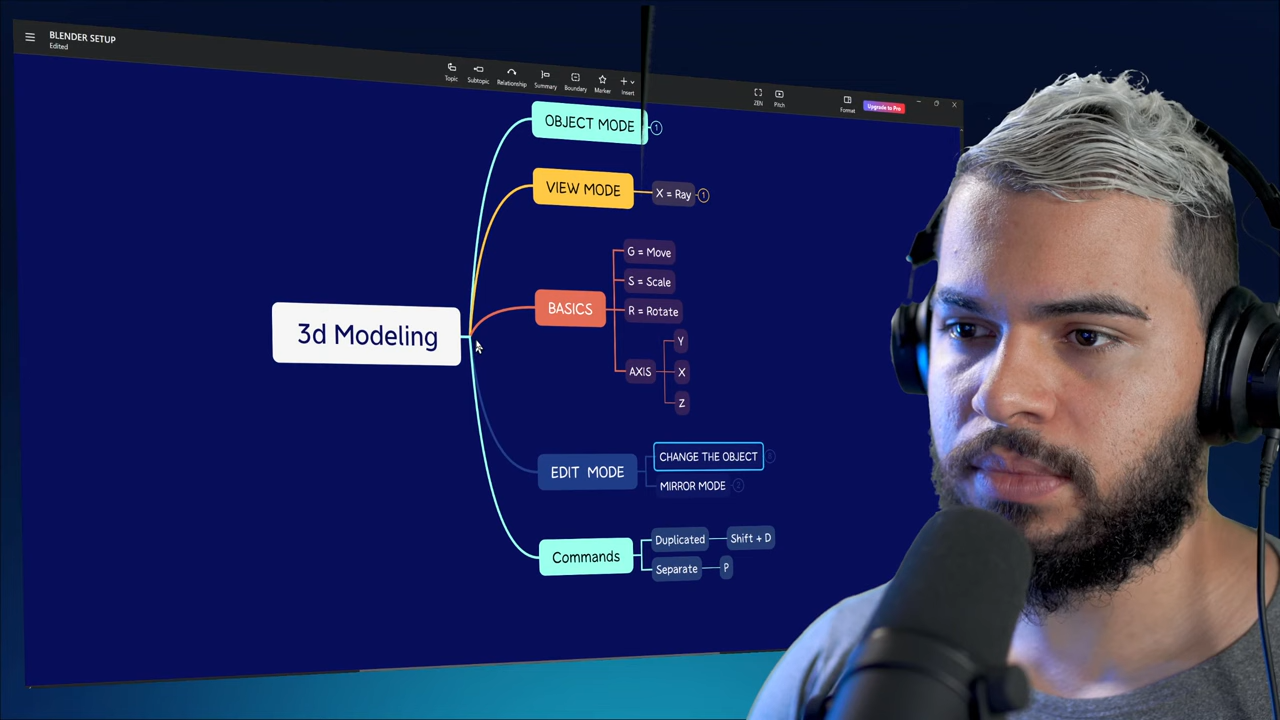 BLENDER SETUP
Edited
Topic
Subtopic
Relationship
Summary
Boundary
Marker
Insert
ZEN
Pitch
Format
Upgrade to Pro
OBJECT MODE
1
VIEW MODE
X = Ray
1
G = Move
S = Scale
BASICS
R = Rotate
3d Modeling
AXIS
Y
X
Z
EDIT MODE
CHANGE THE OBJECT
MIRROR MODE
Commands
Duplicated
Shift + D
Separate
P